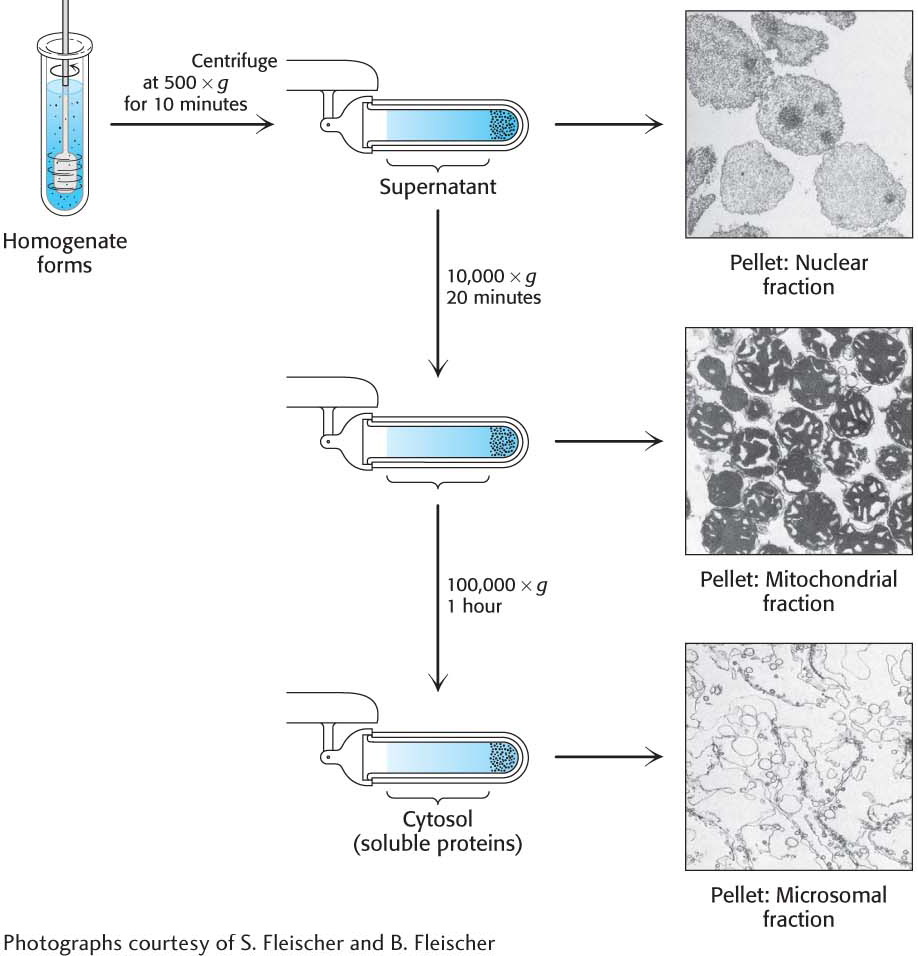 Centrifuge
at 500 × g
for 10 minutes
Homogenate
forms
Supernatant
Pellet: Nuclear
fraction
10,000 × g
20 minutes
Pellet: Mitochondrial
fraction
100,000 × g
1 hour
Cytosol
(soluble proteins)
Pellet: Microsomal
fraction
Photographs courtesy of S. Fleischer and B. Fleischer